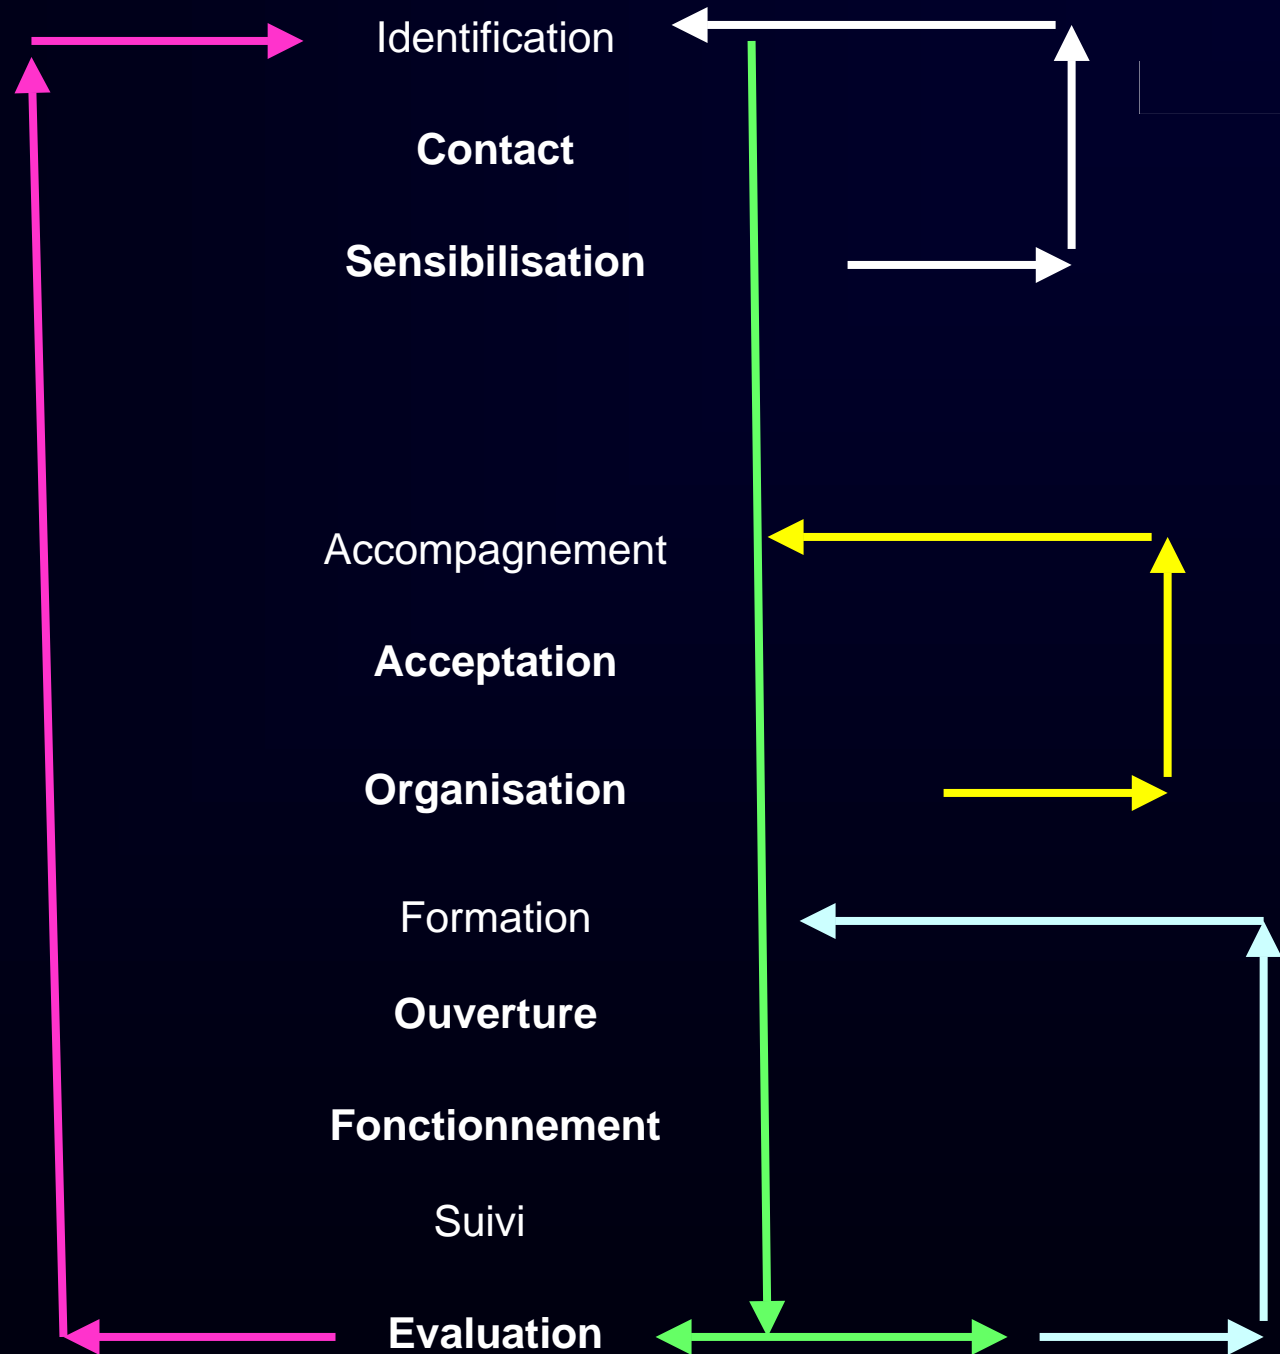 Identification
Contact
Sensibilisation
Accompagnement
Acceptation
Organisation
Formation
Ouverture
Fonctionnement
Suivi
Evaluation